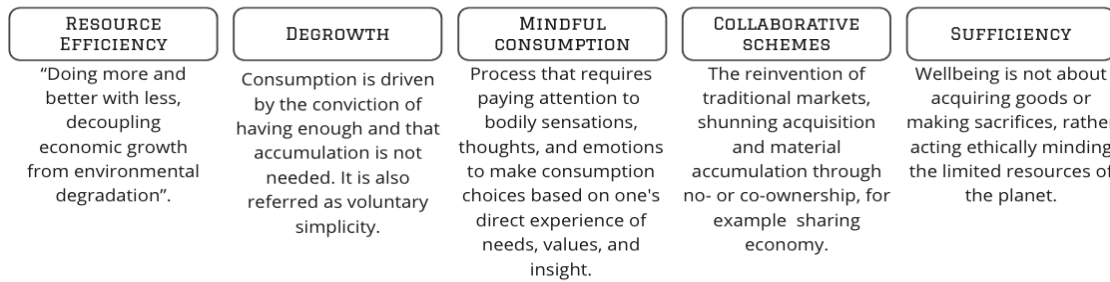 RESOURCE
EFFICIENCY
“Doing more and
better with less,
decoupling
economic growth
from environmental
degradation”.
DEGROWTH
Consumption is driven
by the conviction of
having enough and that
accumulation is not
needed. It is also
referred as voluntary
simplicity.
MINDFUL
CONSUMPTION
Process that requires
paying attention to
bodily sensations,
thoughts, and emotions
to make consumption
choices based on one's
direct experience of
needs, values, and
insight.
COLLABORATIVE
SCHEMES
The reinvention of
traditional markets,
shunning acquisition
and material
accumulation through
no- or co-ownership, for
example sharing
economy.
SUFFICIENCY
Wellbeing is not about
acquiring goods or
making sacrifices, rather
acting ethically minding
the limited resources of
the planet.